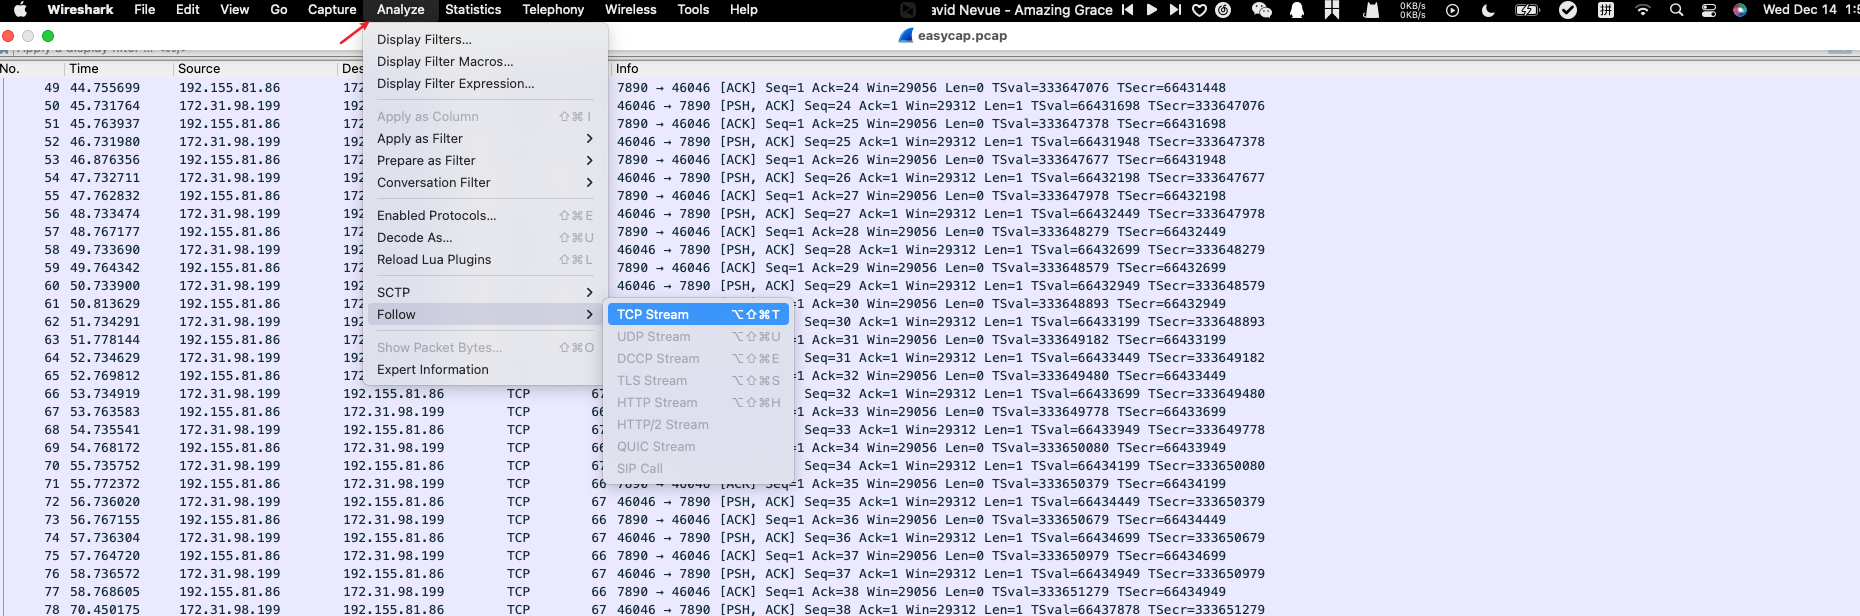 Wireshark File Edit View Go Capture Analyze Statistics Telephony Wireless Tools Help avid Nevue - Amazing Grace 0KB/s 0KB/s 拼 Wed Dec 14 1:5
easycap.pcap
No. Time Source Des Info
49 44.755699 192.155.81.86 172 7890 → 46046 [ACK] Seq=1 Ack=24 Win=29056 Len=0 TSval=333647076 TSecr=66431448
50 45.731764 172.31.98.199 192 46046 → 7890 [PSH, ACK] Seq=24 Ack=1 Win=29312 Len=1 TSval=66431698 TSecr=333647076
51 45.763937 192.155.81.86 172 7890 → 46046 [ACK] Seq=1 Ack=25 Win=29056 Len=0 TSval=333647378 TSecr=66431698
52 46.731980 172.31.98.199 192 46046 → 7890 [PSH, ACK] Seq=25 Ack=1 Win=29312 Len=1 TSval=66431948 TSecr=333647378
53 46.876356 192.155.81.86 172 7890 → 46046 [ACK] Seq=1 Ack=26 Win=29056 Len=0 TSval=333647677 TSecr=66431948
54 47.732711 172.31.98.199 192 46046 → 7890 [PSH, ACK] Seq=26 Ack=1 Win=29312 Len=1 TSval=66432198 TSecr=333647677
55 47.762832 192.155.81.86 172 7890 → 46046 [ACK] Seq=1 Ack=27 Win=29056 Len=0 TSval=333647978 TSecr=66432198
56 48.733474 172.31.98.199 192 46046 → 7890 [PSH, ACK] Seq=27 Ack=1 Win=29312 Len=1 TSval=66432449 TSecr=333647978
57 48.767177 192.155.81.86 172 7890 → 46046 [ACK] Seq=1 Ack=28 Win=29056 Len=0 TSval=333648279 TSecr=66432449
58 49.733690 172.31.98.199 192 46046 → 7890 [PSH, ACK] Seq=28 Ack=1 Win=29312 Len=1 TSval=66432699 TSecr=333648279
59 49.764342 192.155.81.86 172 7890 → 46046 [ACK] Seq=1 Ack=29 Win=29056 Len=0 TSval=333648579 TSecr=66432699
60 50.733900 172.31.98.199 192 46046 → 7890 [PSH, ACK] Seq=29 Ack=1 Win=29312 Len=1 TSval=66432949 TSecr=333648579
61 50.813629 192.155.81.86 172 1 Ack=30 Win=29056 Len=0 TSval=333648893 TSecr=66432949
62 51.734291 172.31.98.199 192 Seq=30 Ack=1 Win=29312 Len=1 TSval=66433199 TSecr=333648893
63 51.778144 192.155.81.86 172 1 Ack=31 Win=29056 Len=0 TSval=333649182 TSecr=66433199
64 52.734629 172.31.98.199 192 Seq=31 Ack=1 Win=29312 Len=1 TSval=66433449 TSecr=333649182
65 52.769812 192.155.81.86 172 1 Ack=32 Win=29056 Len=0 TSval=333649480 TSecr=66433449
66 53.734919 172.31.98.199 192.155.81.86 TCP 67 Seq=32 Ack=1 Win=29312 Len=1 TSval=66433699 TSecr=333649480
67 53.763583 192.155.81.86 172.31.98.199 TCP 66 1 Ack=33 Win=29056 Len=0 TSval=333649778 TSecr=66433699
68 54.735541 172.31.98.199 192.155.81.86 TCP 67 Seq=33 Ack=1 Win=29312 Len=1 TSval=66433949 TSecr=333649778
69 54.768172 192.155.81.86 172.31.98.199 TCP 66 1 Ack=34 Win=29056 Len=0 TSval=333650080 TSecr=66433949
70 55.735752 172.31.98.199 192.155.81.86 TCP 67 Seq=34 Ack=1 Win=29312 Len=1 TSval=66434199 TSecr=333650080
71 55.772372 192.155.81.86 172.31.98.199 TCP 66 7890 → 46046 [ACK] Seq=1 Ack=35 Win=29056 Len=0 TSval=333650379 TSecr=66434199
72 56.736020 172.31.98.199 192.155.81.86 TCP 67 46046 → 7890 [PSH, ACK] Seq=35 Ack=1 Win=29312 Len=1 TSval=66434449 TSecr=333650379
73 56.767155 192.155.81.86 172.31.98.199 TCP 66 7890 → 46046 [ACK] Seq=1 Ack=36 Win=29056 Len=0 TSval=333650679 TSecr=66434449
74 57.736304 172.31.98.199 192.155.81.86 TCP 67 46046 → 7890 [PSH, ACK] Seq=36 Ack=1 Win=29312 Len=1 TSval=66434699 TSecr=333650679
75 57.764720 192.155.81.86 172.31.98.199 TCP 66 7890 → 46046 [ACK] Seq=1 Ack=37 Win=29056 Len=0 TSval=333650979 TSecr=66434699
76 58.736572 172.31.98.199 192.155.81.86 TCP 67 46046 → 7890 [PSH, ACK] Seq=37 Ack=1 Win=29312 Len=1 TSval=66434949 TSecr=333650979
77 58.768605 192.155.81.86 172.31.98.199 TCP 66 7890 → 46046 [ACK] Seq=1 Ack=38 Win=29056 Len=0 TSval=333651279 TSecr=66434949
78 70.450175 172.31.98.199 192.155.81.86 TCP 67 46046 → 7890 [PSH, ACK] Seq=38 Ack=1 Win=29312 Len=1 TSval=66437878 TSecr=333651279
Display Filters...
Display Filter Macros...
Display Filter Expression...
Apply as Column ⇧⌘I
Apply as Filter
Prepare as Filter
Conversation Filter
Enabled Protocols... ⇧⌘E
Decode As... ⇧⌘U
Reload Lua Plugins ⇧⌘L
SCTP
Follow
Show Packet Bytes... ⇧⌘O
Expert Information
TCP Stream ⌥⇧⌘T
UDP Stream ⌥⇧⌘U
DCCP Stream ⌥⇧⌘E
TLS Stream ⌥⇧⌘S
HTTP Stream ⌥⇧⌘H
HTTP/2 Stream
QUIC Stream
SIP Call